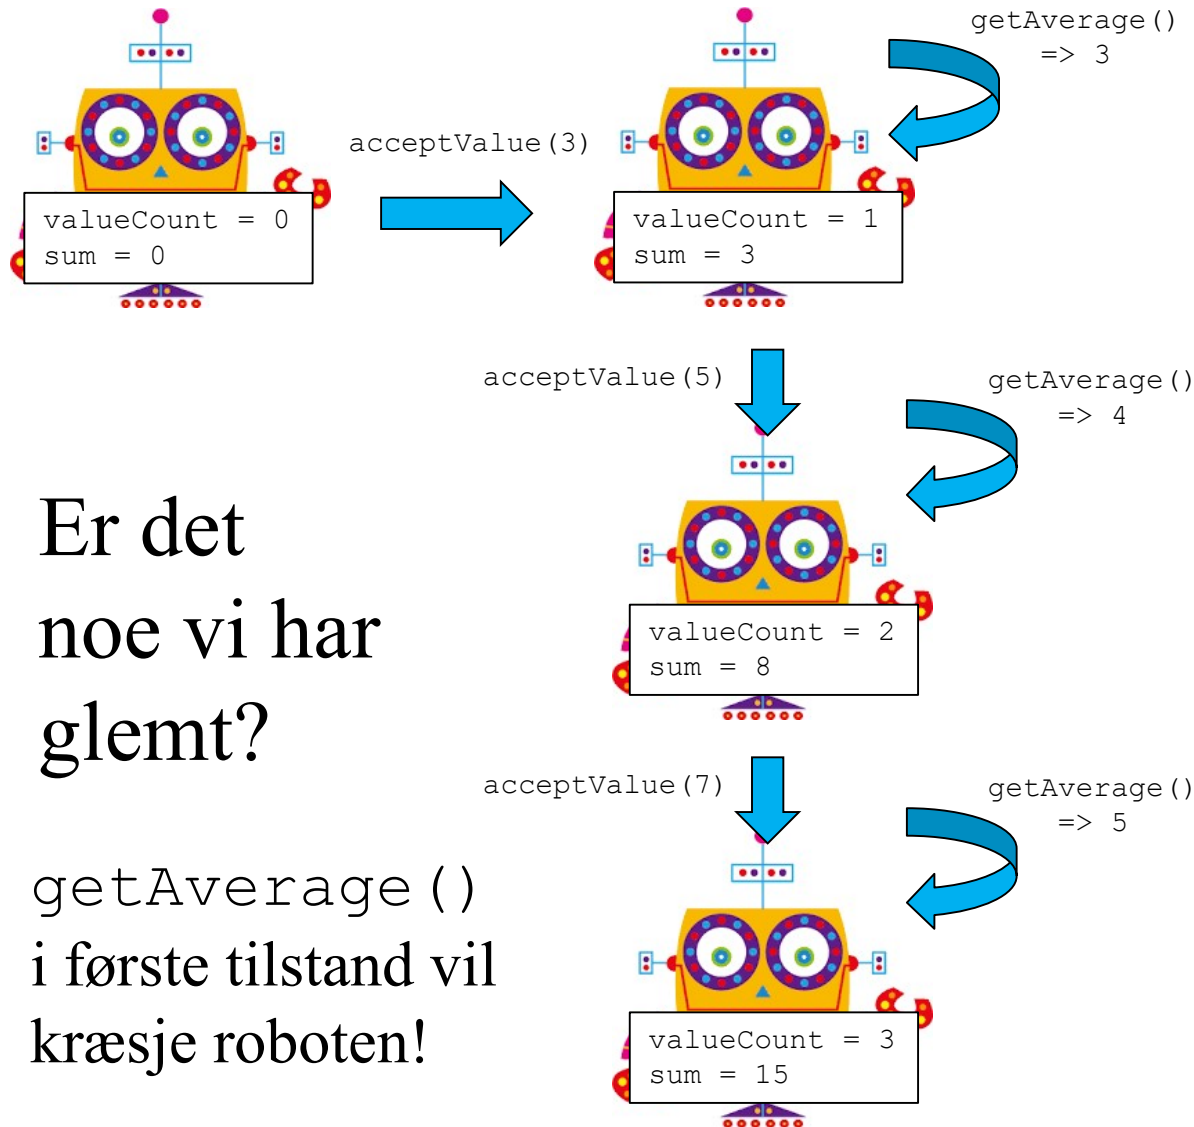 getAverage()
=> 3
acceptValue(3)
valueCount = 0
sum = 0
valueCount = 1
sum = 3
acceptValue(5)
getAverage()
=> 4
valueCount = 2
sum = 8
Er det
noe vi har
glemt?
acceptValue(7)
getAverage()
=> 5
getAverage()
i første tilstand vil
kræsje roboten!
valueCount = 3
sum = 15